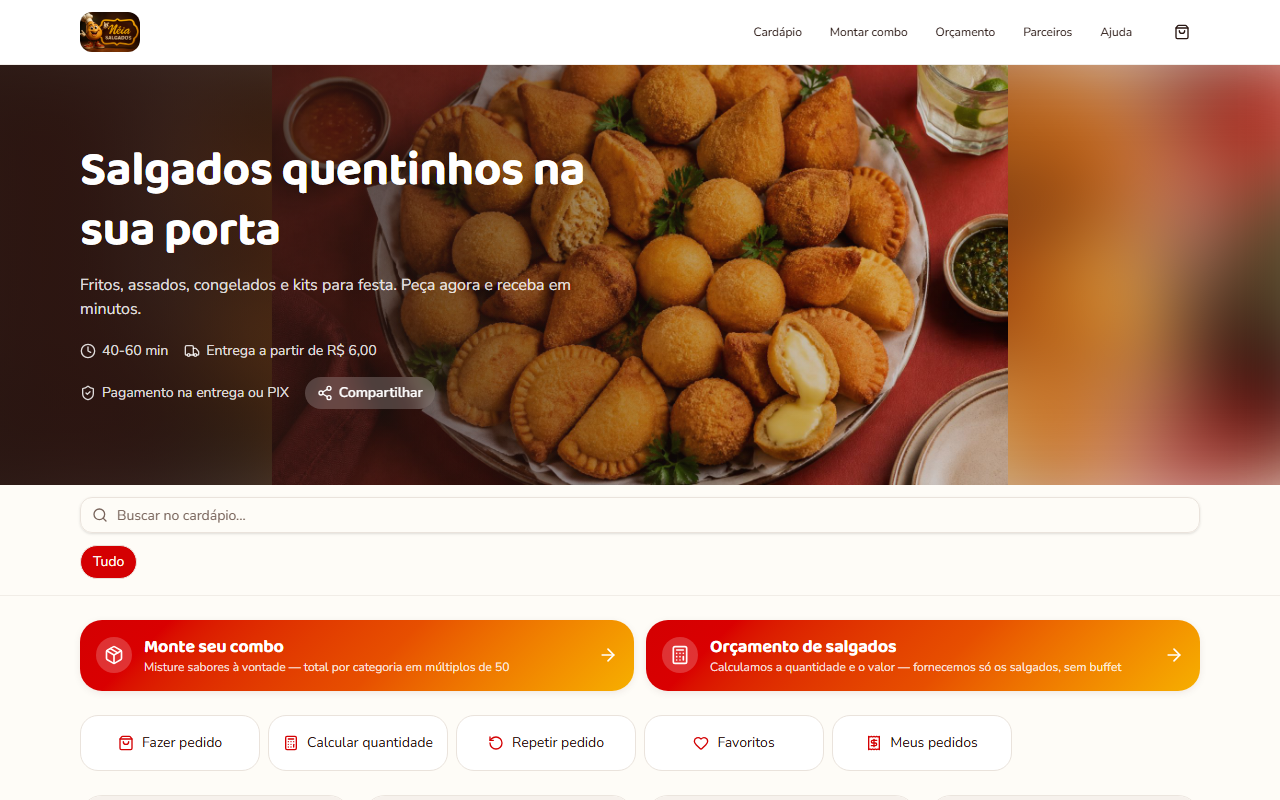 Néia
SALGADOS
Cardápio
Montar combo
Orçamento
Parceiros
Ajuda
Salgados quentinhos na
sua porta
Fritos, assados, congelados e kits para festa. Peça agora e receba em
minutos.
40-60 min
Entrega a partir de R$ 6,00
Pagamento na entrega ou PIX
Compartilhar
Buscar no cardápio...
Tudo
Monte seu combo
Misture sabores à vontade — total por categoria em múltiplos de 50
Orçamento de salgados
Calculamos a quantidade e o valor — fornecemos só os salgados, sem buffet
Fazer pedido
Calcular quantidade
Repetir pedido
Favoritos
Meus pedidos